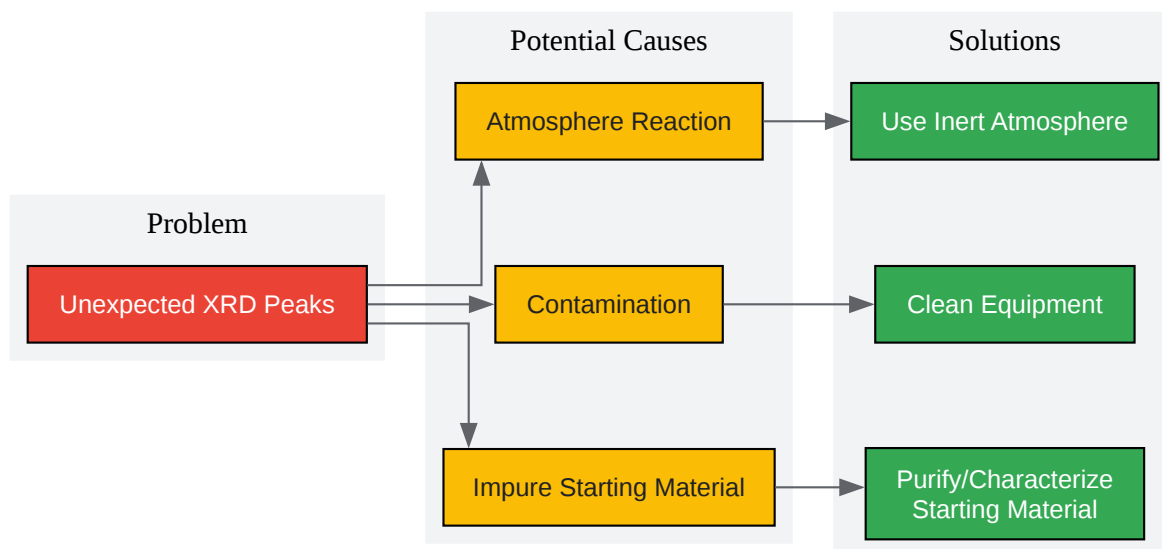 Problem
Unexpected XRD Peaks
Potential Causes
Atmosphere Reaction
Contamination
Impure Starting Material
Solutions
Use Inert Atmosphere
Clean Equipment
Purify/Characterize
Starting Material